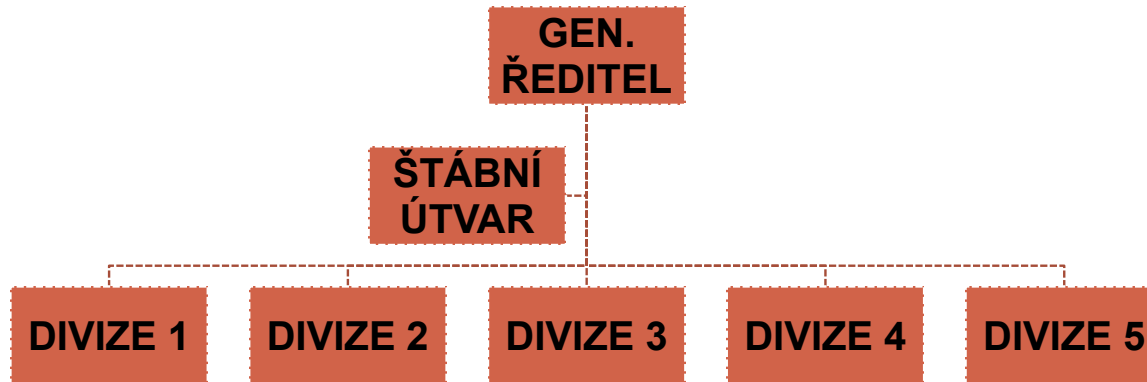 GEN.
ŘEDITEL
ŠTÁBNÍ
ÚTVAR
DIVIZE 1
DIVIZE 2
DIVIZE 3
DIVIZE 4
DIVIZE 5